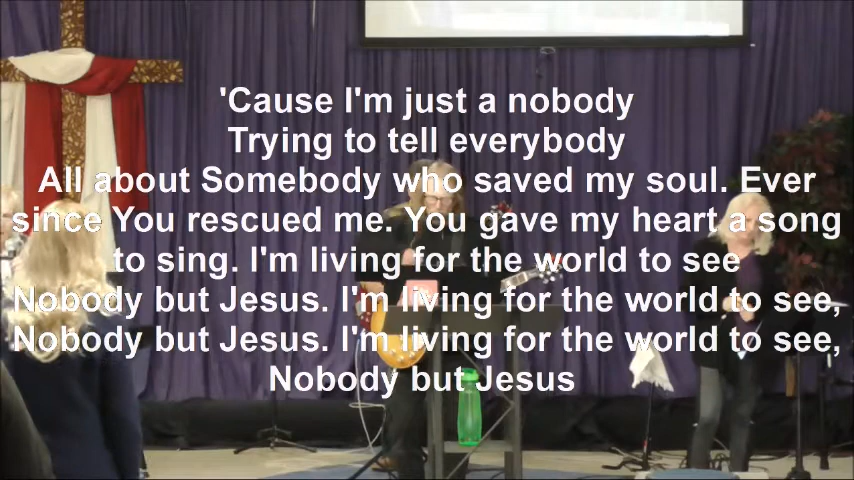 'Cause I'm just a nobody
Trying to tell everybody
All about Somebody who saved my soul. Ever
since You rescued me. You gave my heart a song
to sing. I'm living for the world to see
Nobody but Jesus. I'm living for the world to see,
Nobody but Jesus. I'm living for the world to see,
Nobody but Jesus